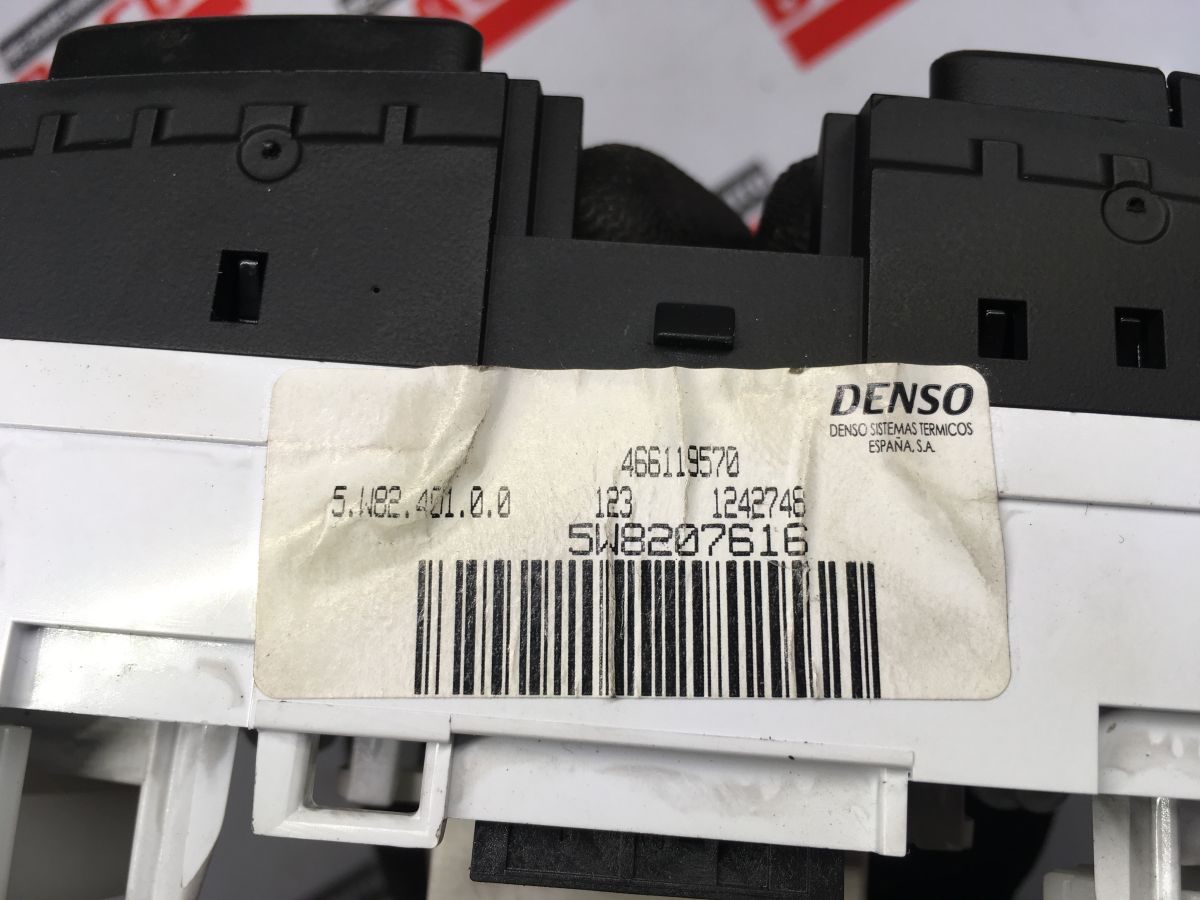 DENSO
DENSO SISTEMAS TERMICOS
ESPAÑA, S.A.
466119570
5.W82.401.0.0 123 1242748
5W8207616